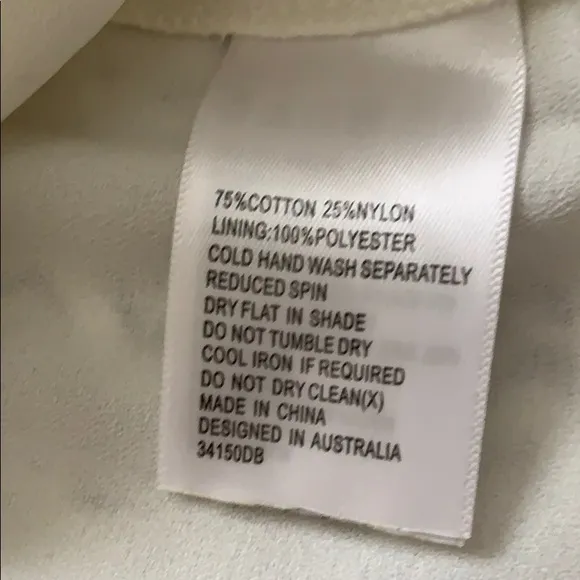 75%COTTON 25%NYLON
LINING:100%POLYESTER
COLD HAND WASH SEPARATELY
REDUCED SPIN
DRY FLAT IN SHADE
DO NOT TUMBLE DRY
COOL IRON IF REQUIRED
DO NOT DRY CLEAN(X)
MADE IN CHINA
DESIGNED IN AUSTRALIA
34150DB